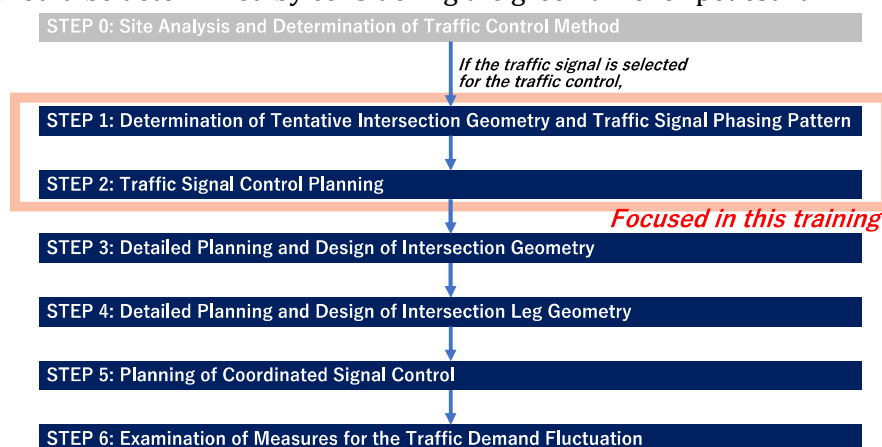 STEP 0: Site Analysis and Determination of Traffic Control Method
If the traffic signal is selected
for the traffic control,
STEP 1: Determination of Tentative Intersection Geometry and Traffic Signal Phasing Pattern
STEP 2: Traffic Signal Control Planning
Focused in this training
STEP 3: Detailed Planning and Design of Intersection Geometry
STEP 4: Detailed Planning and Design of Intersection Leg Geometry
STEP 5: Planning of Coordinated Signal Control
STEP 6: Examination of Measures for the Traffic Demand Fluctuation